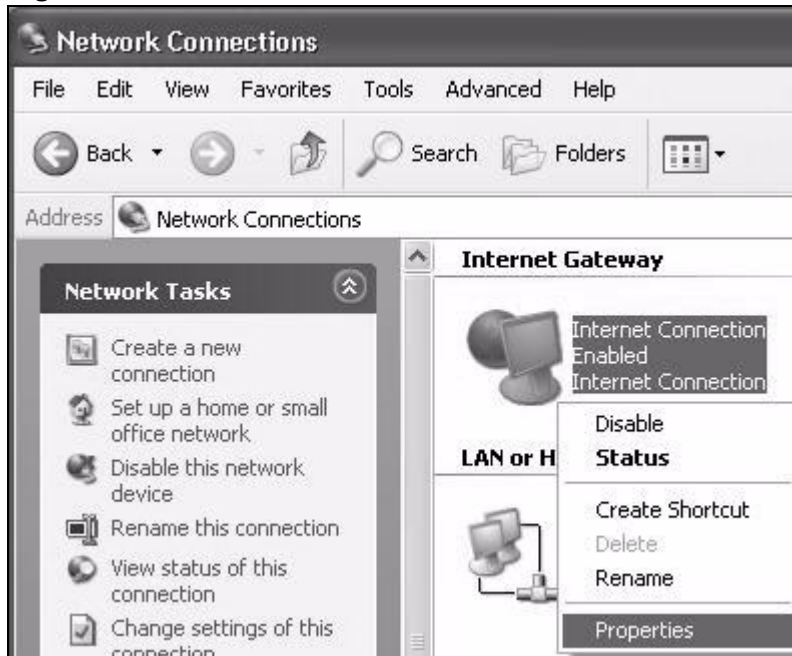 Network Connections
File Edit View Favorites Tools Advanced Help
Back Search Folders
Address Network Connections
Network Tasks
Create a new
connection
Set up a home or small
office network
Disable this network
device
Rename this connection
View status of this
connection
Change settings of this
connection
Internet Gateway
Internet Connection
Enabled
Internet Connection
Disable
Status
Create Shortcut
Delete
Rename
Properties
LAN or H